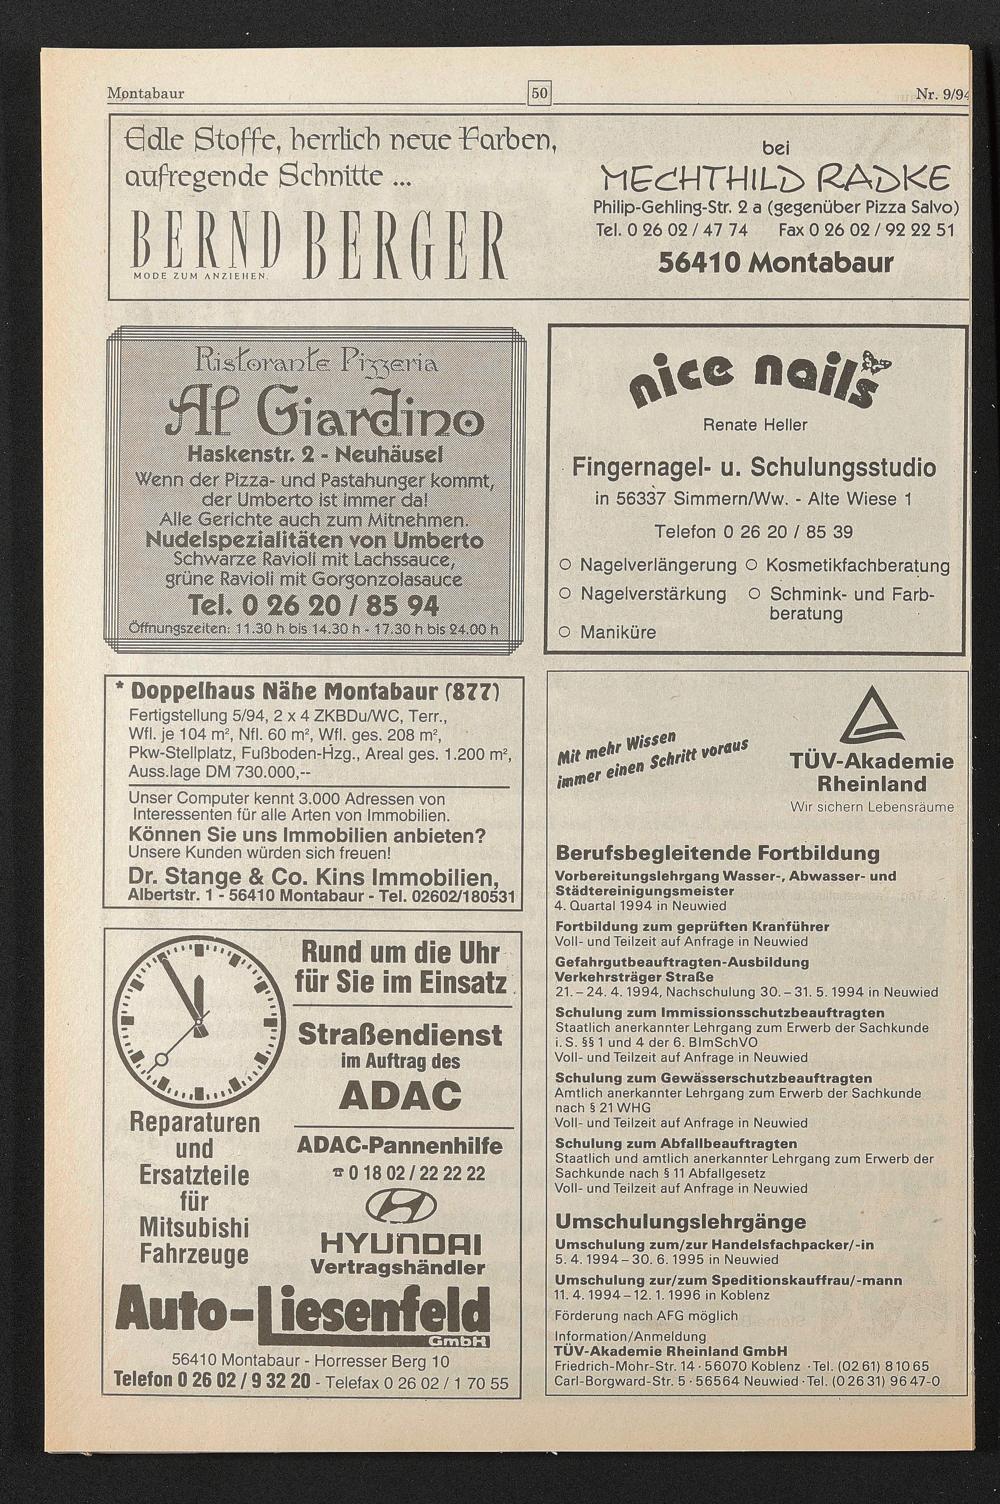 Montabaur
50
Nr. 9/94
Edle Stoffe, herrlich neue Farben,
aufregende Schnitte ...
BERND BERGER
MODE ZUM ANZIEHEN.
bei
MECHTHILD RADKE
Philip-Gehling-Str. 2 a (gegenüber Pizza Salvo)
Tel. 0 26 02 / 47 74 Fax 0 26 02 / 92 22 51
56410 Montabaur
Ristorante Pizzeria
Al Giardino
Haskenstr. 2 - Neuhäusel
Wenn der Pizza- und Pastahunger kommt,
der Umberto ist immer da!
Alle Gerichte auch zum Mitnehmen.
Nudelspezialitäten von Umberto
Schwarze Ravioli mit Lachssauce,
grüne Ravioli mit Gorgonzolasauce
Tel. 0 26 20 / 85 94
Öffnungszeiten: 11.30 h bis 14.30 h - 17.30 h bis 24.00 h
nice nails
Renate Heller
Fingernagel- u. Schulungsstudio
in 56337 Simmern/Ww. - Alte Wiese 1
Telefon 0 26 20 / 85 39
○ Nagelverlängerung ○ Kosmetikfachberatung
○ Nagelverstärkung ○ Schmink- und Farb-
beratung
○ Maniküre
* Doppelhaus Nähe Montabaur (877)
Fertigstellung 5/94, 2 x 4 ZKBDu/WC, Terr.,
Wfl. je 104 m², Nfl. 60 m², Wfl. ges. 208 m²,
Pkw-Stellplatz, Fußboden-Hzg., Areal ges. 1.200 m²,
Auss.lage DM 730.000,--
Unser Computer kennt 3.000 Adressen von
Interessenten für alle Arten von Immobilien.
Können Sie uns Immobilien anbieten?
Unsere Kunden würden sich freuen!
Dr. Stange & Co. Kins Immobilien,
Albertstr. 1 - 56410 Montabaur - Tel. 02602/180531
Rund um die Uhr
für Sie im Einsatz
Straßendienst
im Auftrag des
ADAC
ADAC-Pannenhilfe
☎ 0 18 02 / 22 22 22
Reparaturen
und
Ersatzteile
für
Mitsubishi
Fahrzeuge
HYUNDAI
Vertragshändler
Auto-Liesenfeld
GmbH
56410 Montabaur - Horresser Berg 10
Telefon 0 26 02 / 9 32 20 - Telefax 0 26 02 / 1 70 55
Mit mehr Wissen
immer einen Schritt voraus
TÜV-Akademie
Rheinland
Wir sichern Lebensräume
Berufsbegleitende Fortbildung
Vorbereitungslehrgang Wasser-, Abwasser- und
Städtereinigungsmeister
4. Quartal 1994 in Neuwied
Fortbildung zum geprüften Kranführer
Voll- und Teilzeit auf Anfrage in Neuwied
Gefahrgutbeauftragten-Ausbildung
Verkehrsträger Straße
21. – 24. 4. 1994, Nachschulung 30. – 31. 5. 1994 in Neuwied
Schulung zum Immissionsschutzbeauftragten
Staatlich anerkannter Lehrgang zum Erwerb der Sachkunde
i. S. §§ 1 und 4 der 6. BImSchVO
Voll- und Teilzeit auf Anfrage in Neuwied
Schulung zum Gewässerschutzbeauftragten
Amtlich anerkannter Lehrgang zum Erwerb der Sachkunde
nach § 21 WHG
Voll- und Teilzeit auf Anfrage in Neuwied
Schulung zum Abfallbeauftragten
Staatlich und amtlich anerkannter Lehrgang zum Erwerb der
Sachkunde nach § 11 Abfallgesetz
Voll- und Teilzeit auf Anfrage in Neuwied
Umschulungslehrgänge
Umschulung zum/zur Handelsfachpacker/-in
5. 4. 1994 – 30. 6. 1995 in Neuwied
Umschulung zur/zum Speditionskauffrau/-mann
11. 4. 1994 – 12. 1. 1996 in Koblenz
Förderung nach AFG möglich
Information/Anmeldung
TÜV-Akademie Rheinland GmbH
Friedrich-Mohr-Str. 14 · 56070 Koblenz · Tel. (02 61) 8 10 65
Carl-Borgward-Str. 5 · 56564 Neuwied · Tel. (0 26 31) 96 47-0